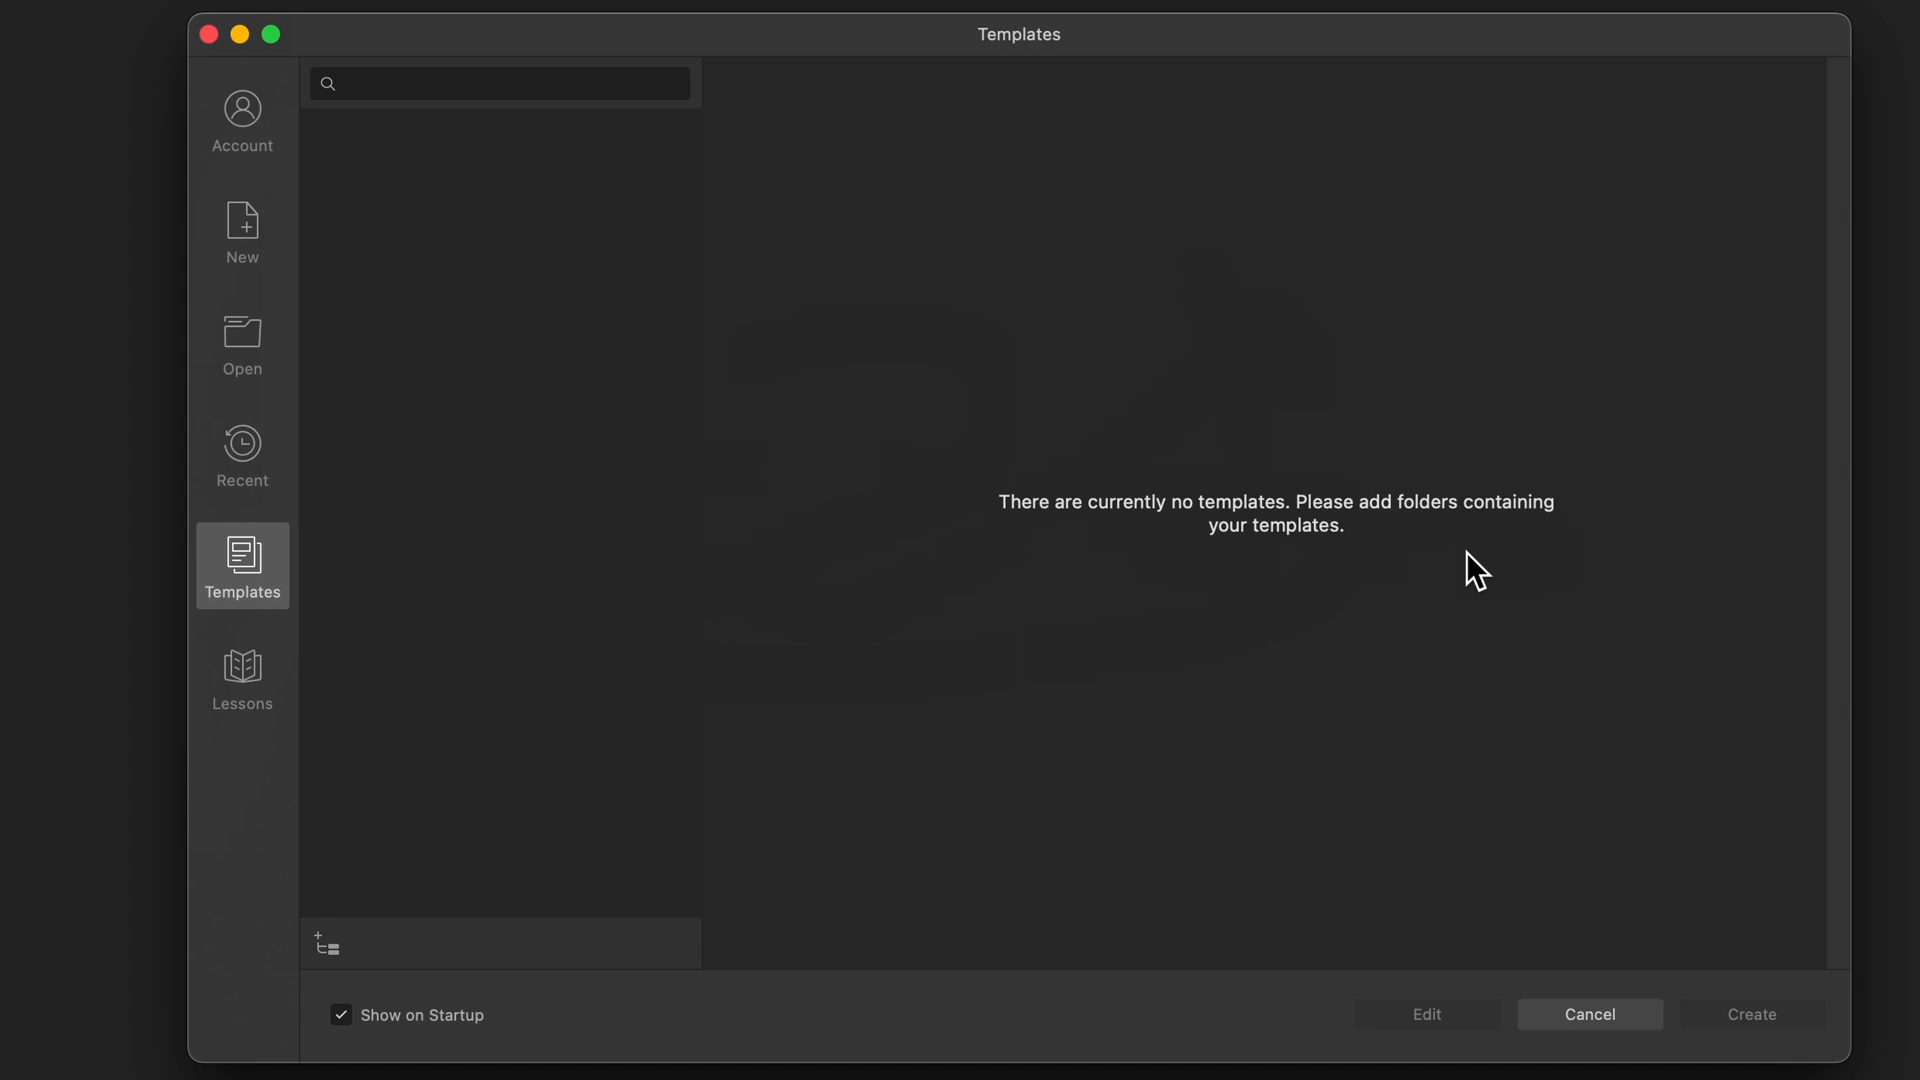 Templates
Account
New
Open
Recent
Templates
Lessons
There are currently no templates. Please add folders containing
your templates.
Show on Startup
Edit
Cancel
Create